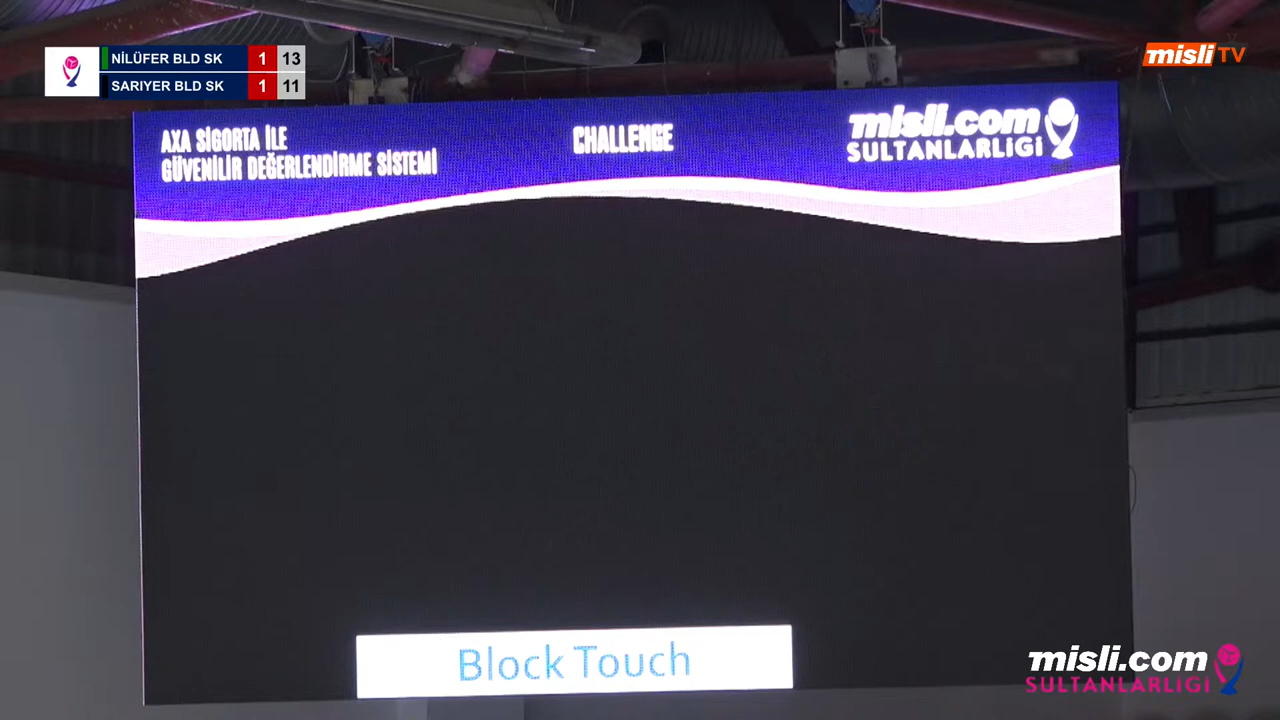 NİLÜFER BLD SK 1 13
SARIYER BLD SK 1 11
misli TV
AXA SİGORTA İLE
GÜVENİLİR DEĞERLENDİRME SİSTEMİ
CHALLENGE
misli.com
SULTANLARLIGİ
Block Touch
misli.com
SULTANLARLIGİ